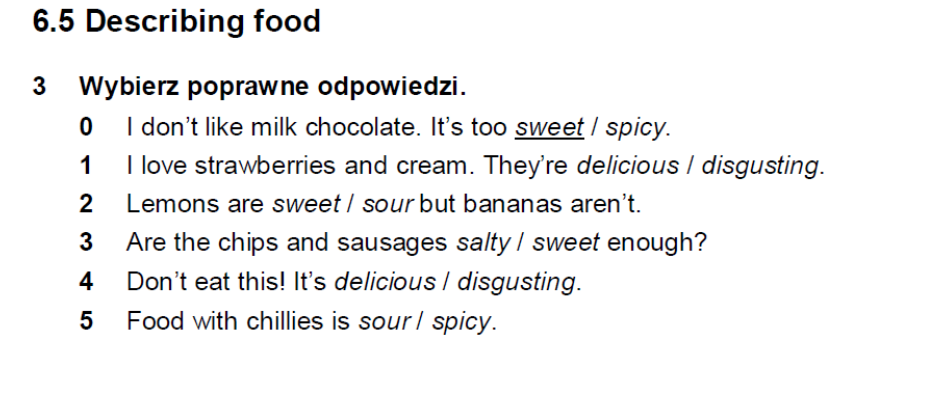 6.5 Describing food
3 Wybierz poprawne odpowiedzi.
0 I don't like milk chocolate. It's too sweet / spicy.
1 I love strawberries and cream. They're delicious / disgusting.
2 Lemons are sweet / sour but bananas aren't.
3 Are the chips and sausages salty / sweet enough?
4 Don't eat this! It's delicious / disgusting.
5 Food with chillies is sour / spicy.